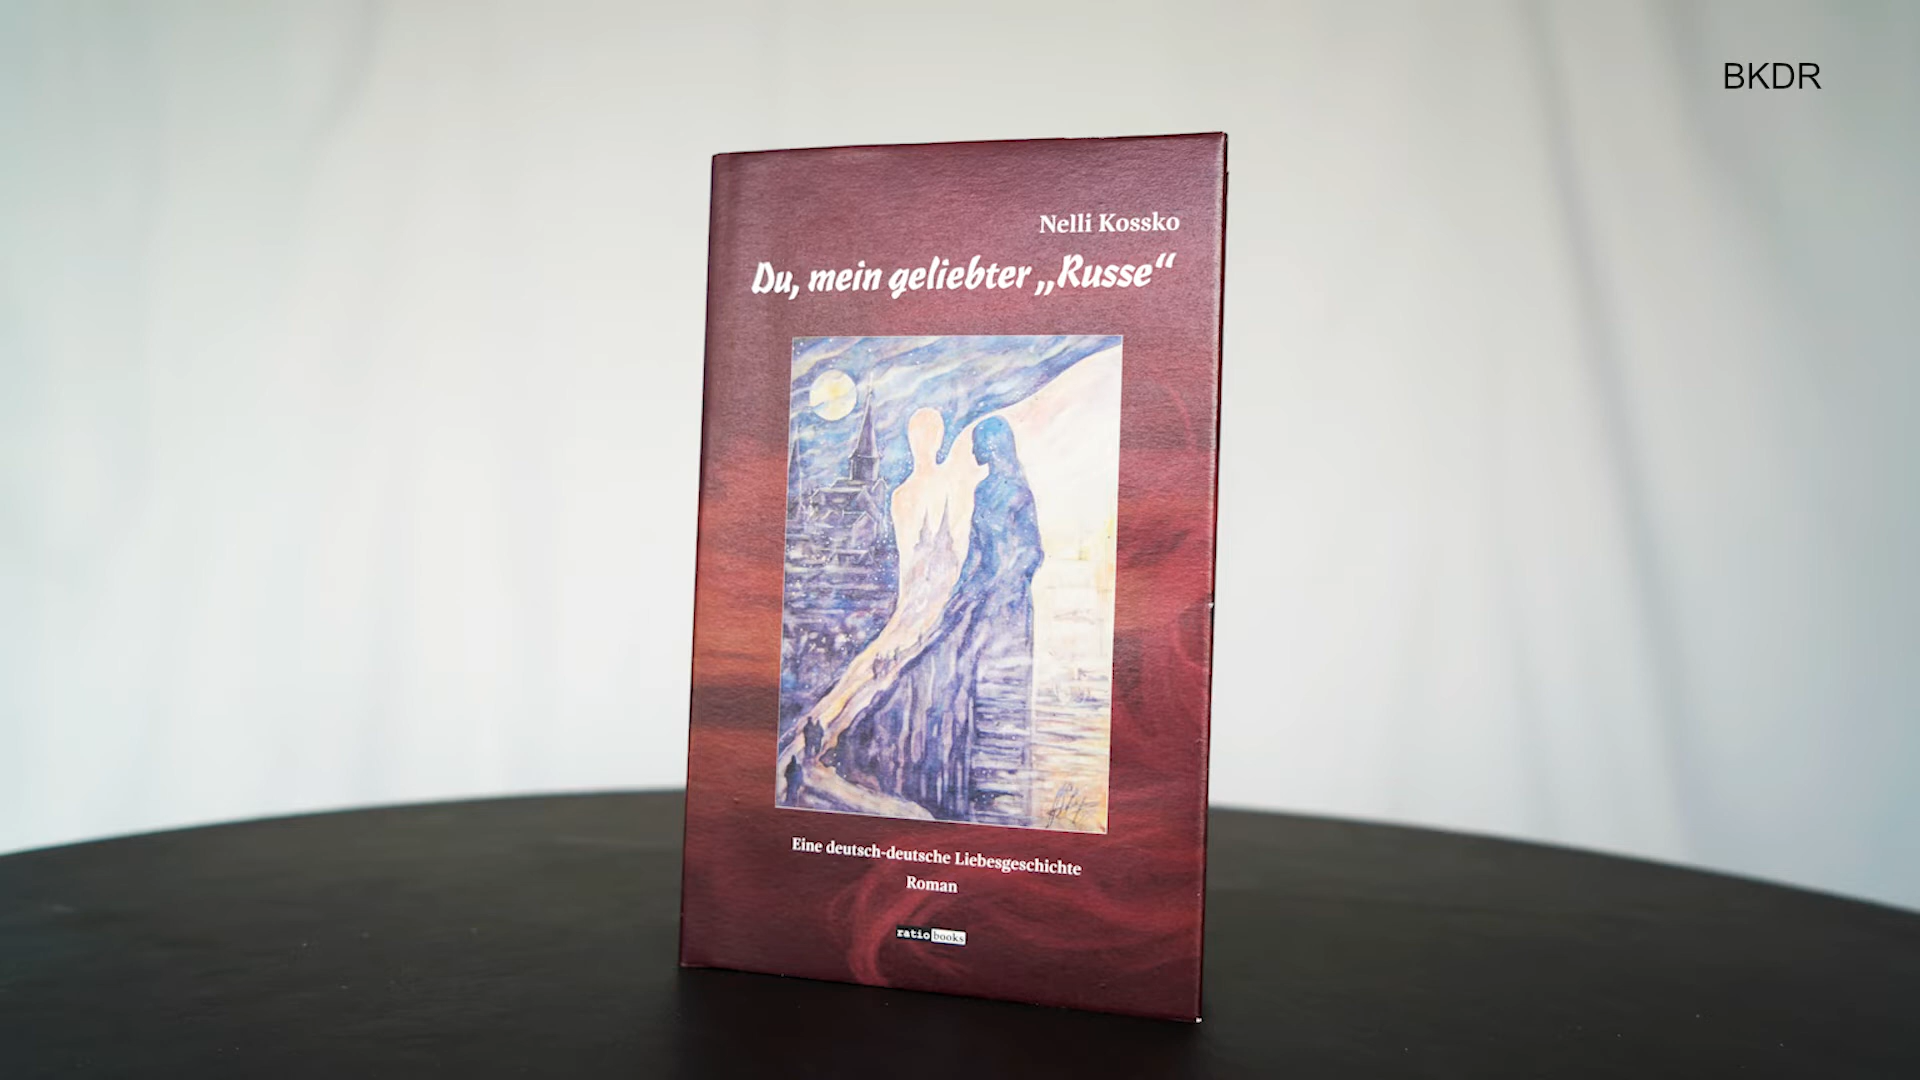 BKDR
Nelli Kossko
Du, mein geliebter „Russe“
Eine deutsch-deutsche Liebesgeschichte
Roman
ratio books